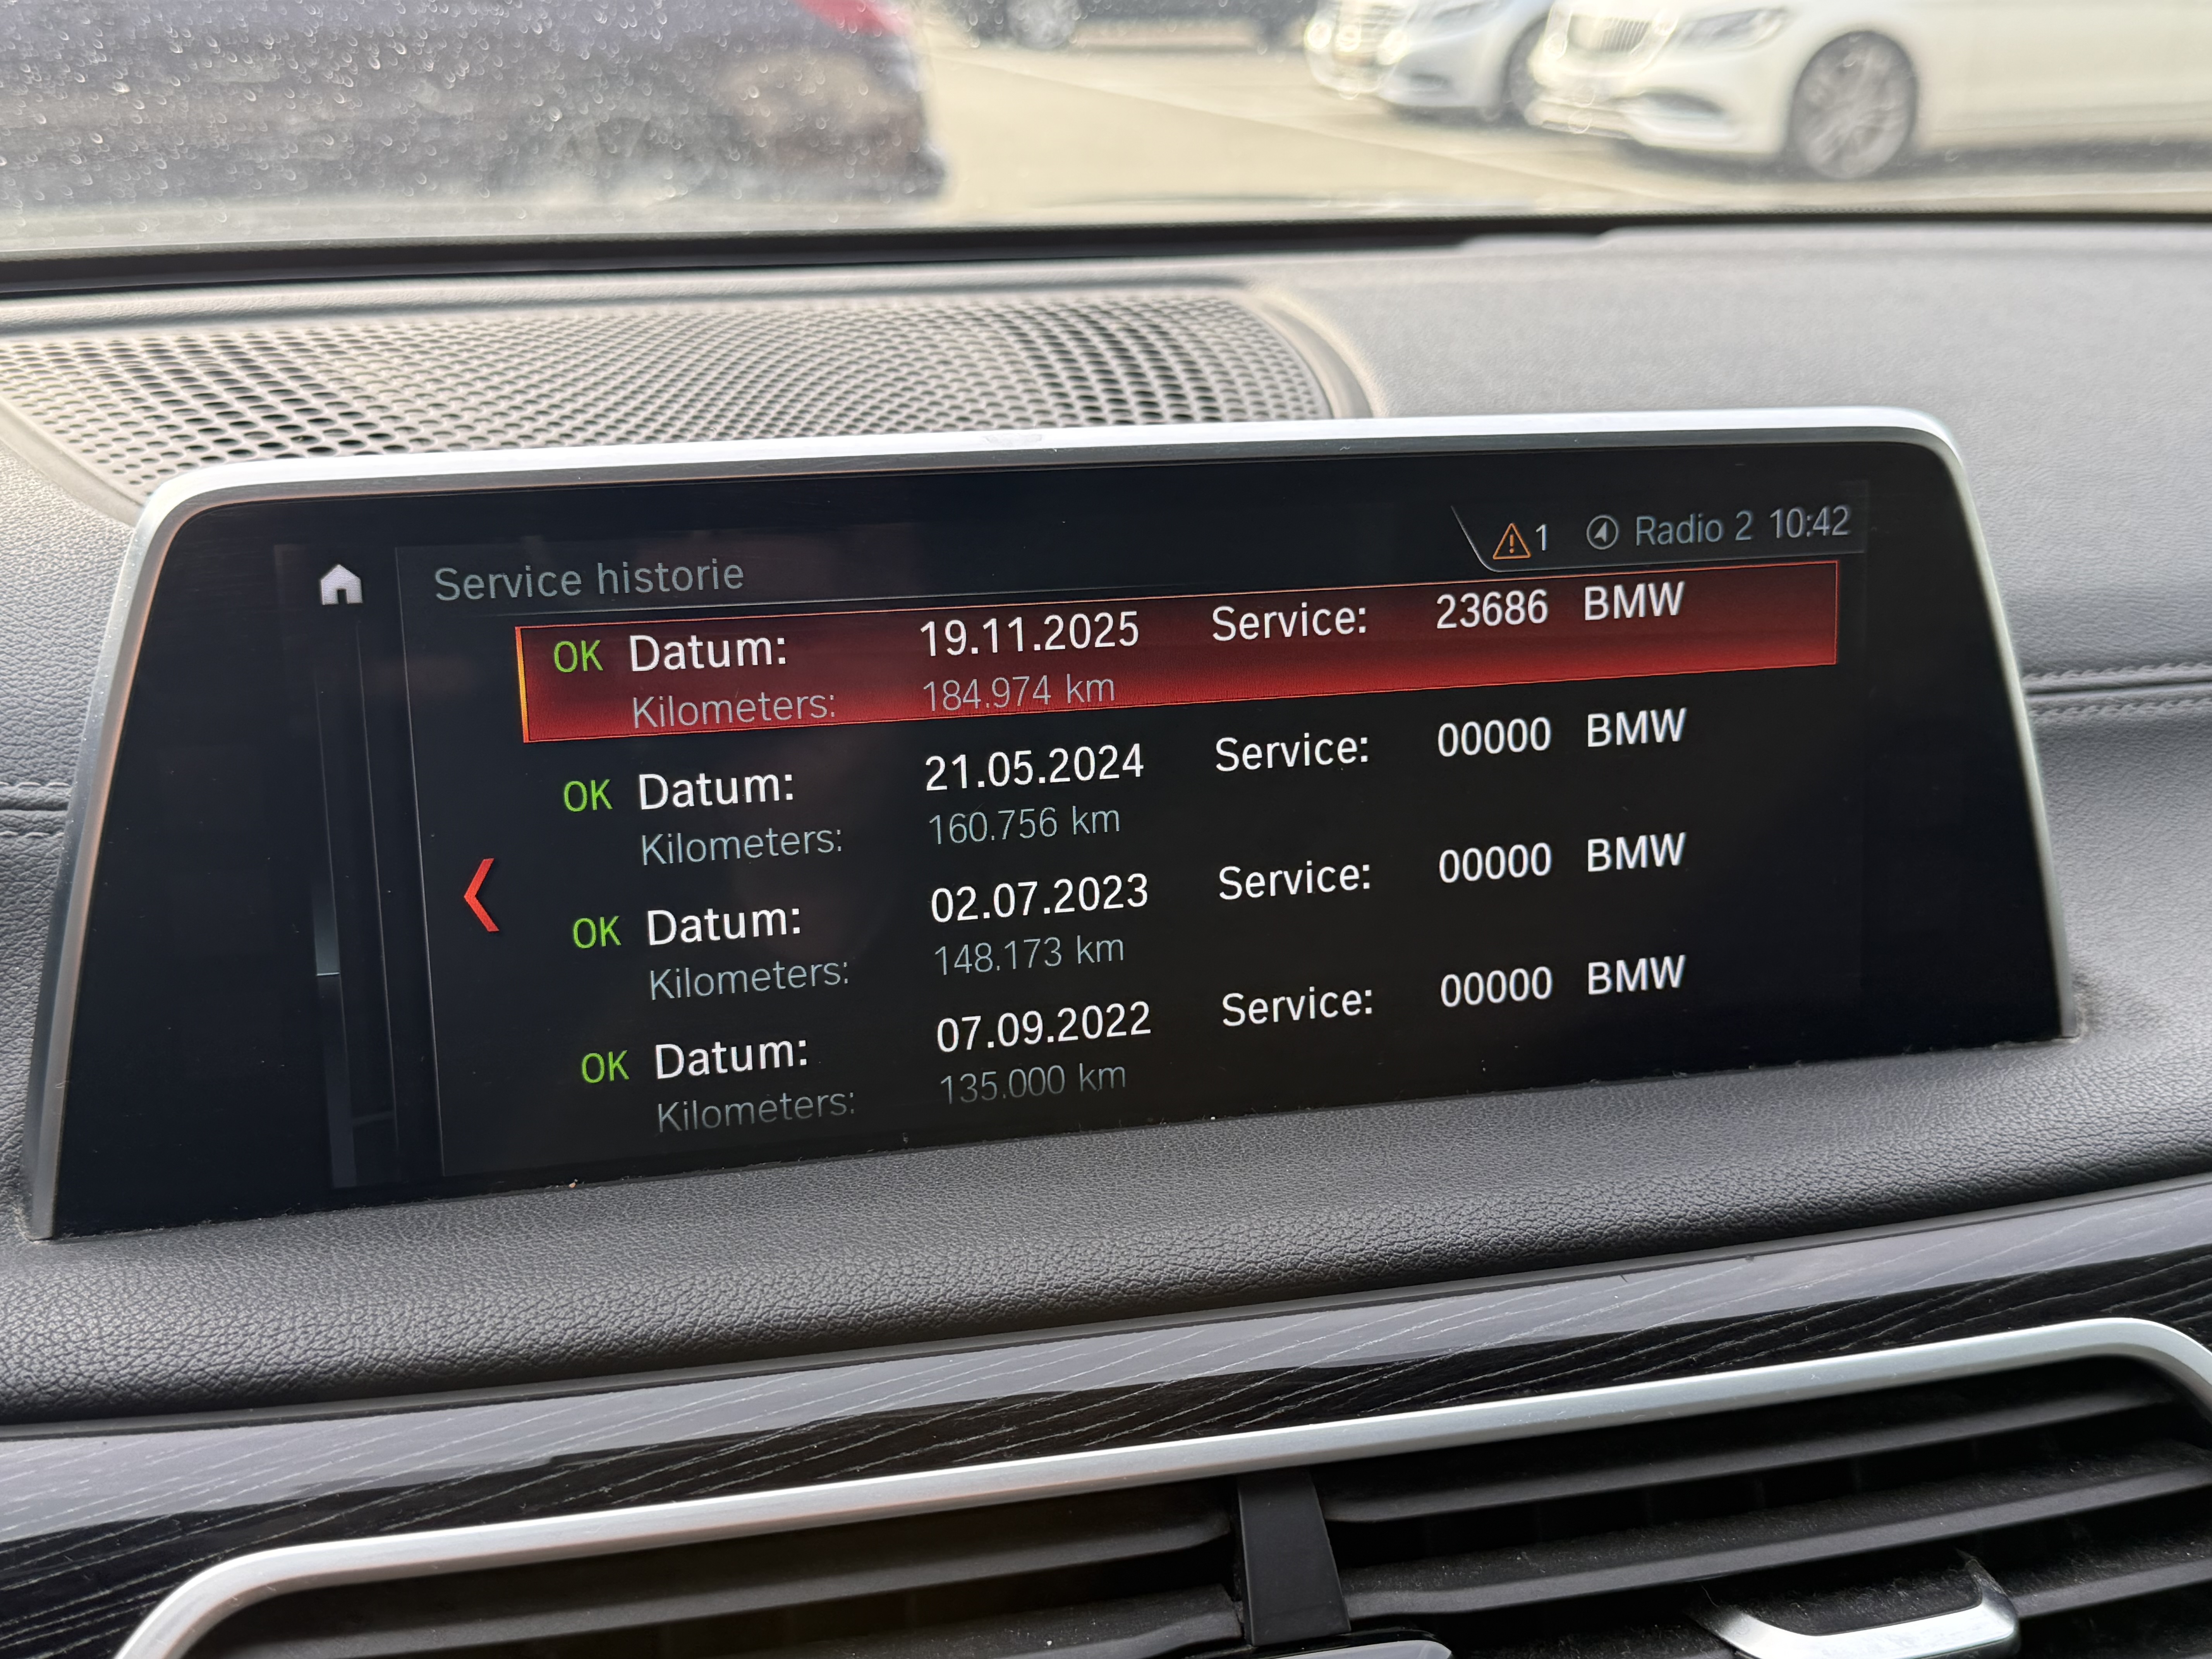 1 Radio 2 10:42
Service historie
OK Datum: 19.11.2025 Service: 23686 BMW
Kilometers: 184.974 km
OK Datum: 21.05.2024 Service: 00000 BMW
Kilometers: 160.756 km
OK Datum: 02.07.2023 Service: 00000 BMW
Kilometers: 148.173 km
OK Datum: 07.09.2022 Service: 00000 BMW
Kilometers: 135.000 km